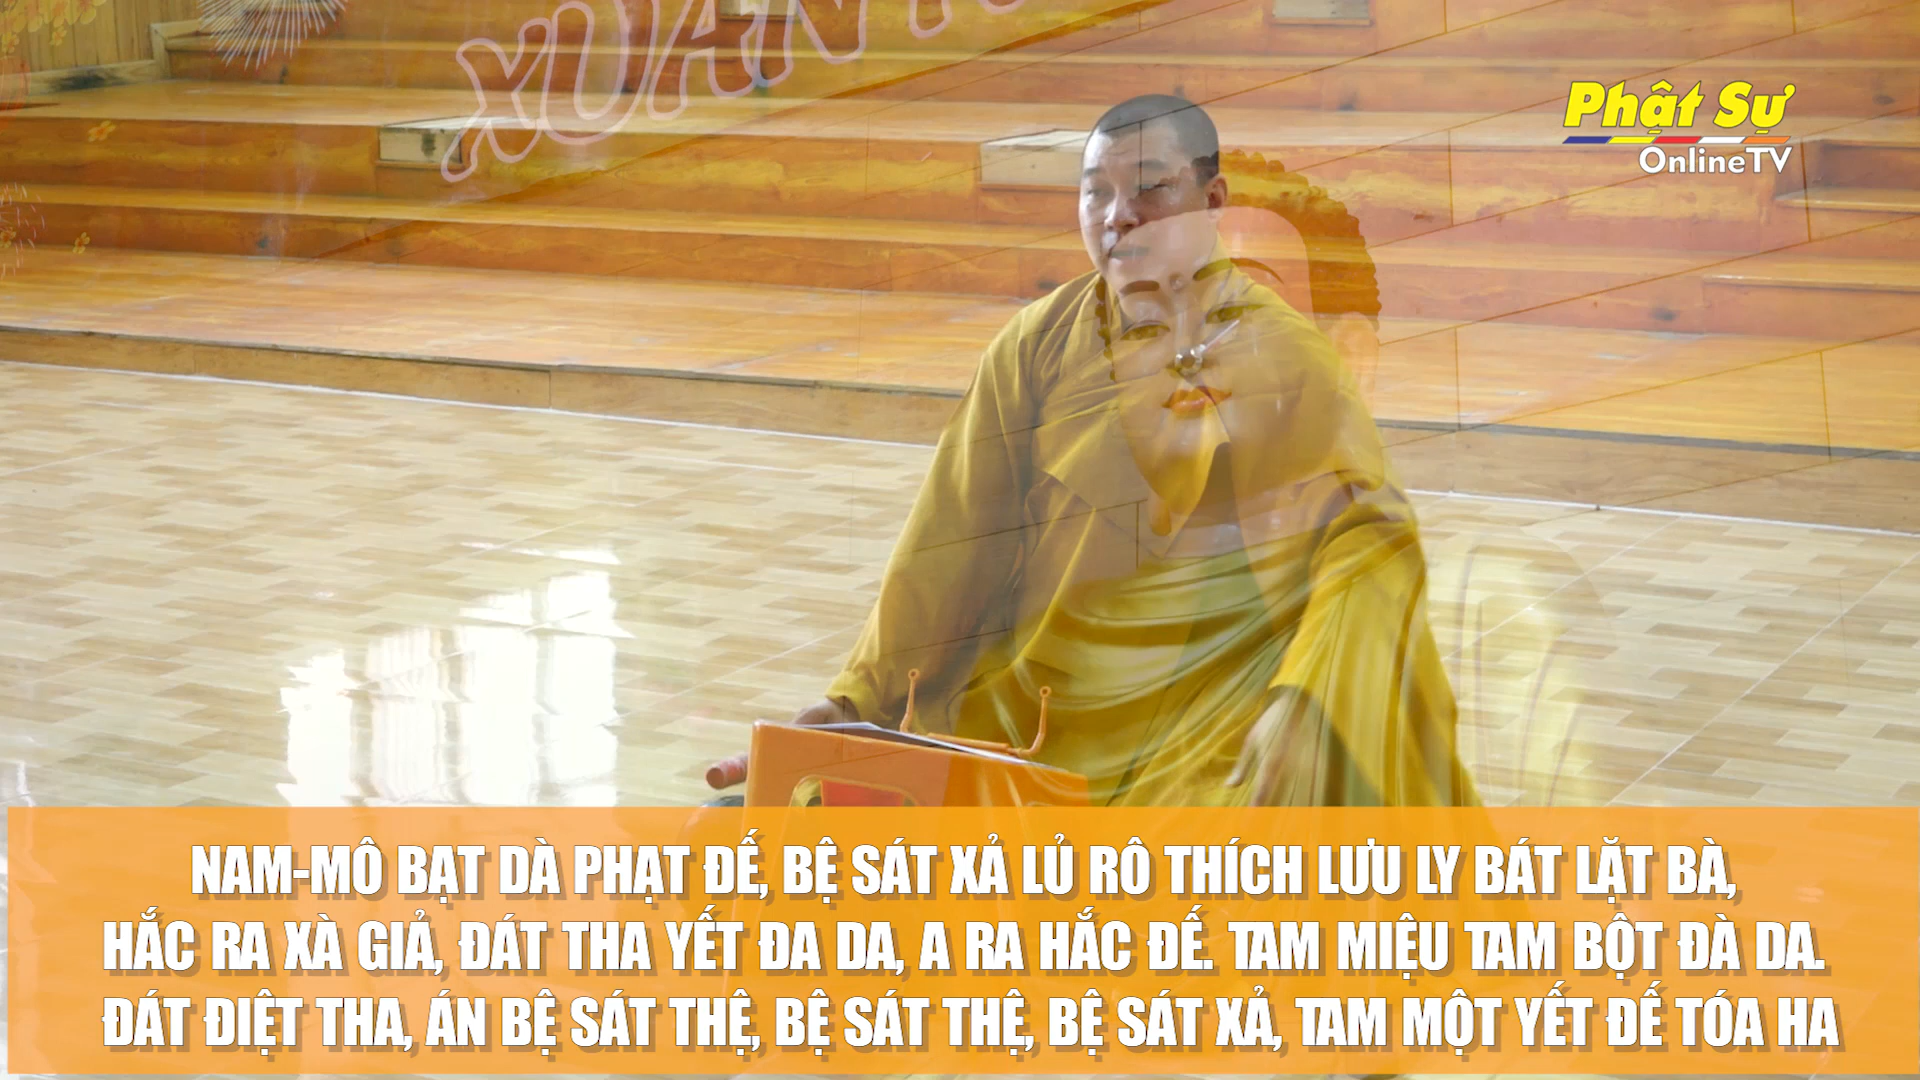 XUÂN
Phật Sự
OnlineTV
NAM-MÔ BẠT DÀ PHẠT ĐẾ, BỆ SÁT XẢ LỦ RÔ THÍCH LƯU LY BÁT LẶT BÀ,
HẮC RA XÀ GIẢ, ĐÁT THA YẾT ĐA DA, A RA HẮC ĐẾ. TAM MIỆU TAM BỘT ĐÀ DA.
ĐÁT ĐIỆT THA, ÁN BỆ SÁT THỆ, BỆ SÁT THỆ, BỆ SÁT XẢ, TAM MỘT YẾT ĐẾ TÓA HA